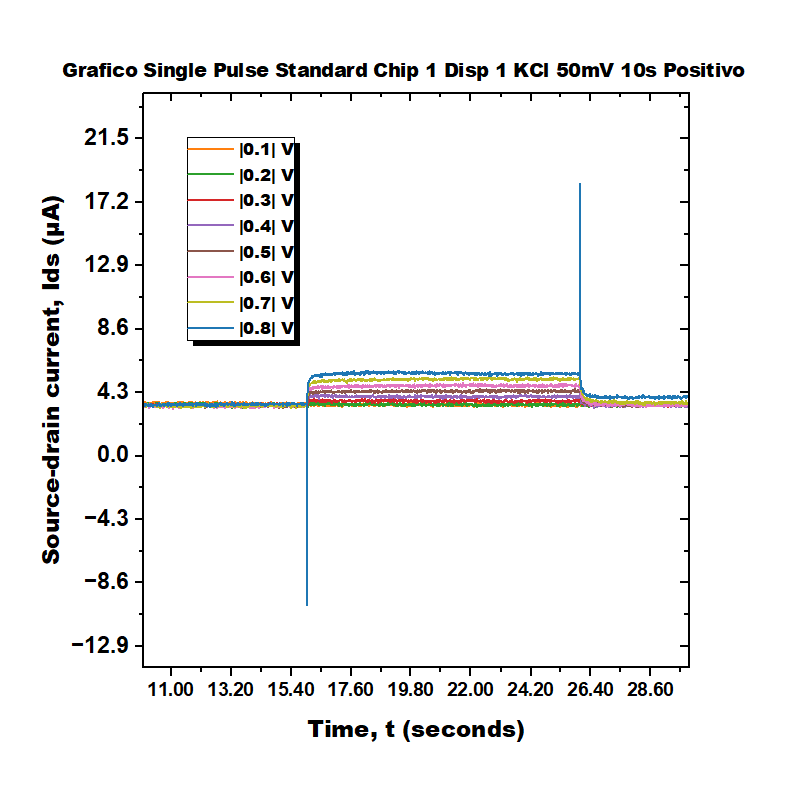 Grafico Single Pulse Standard Chip 1 Disp 1 KCl 50mV 10s Positivo
21.5
17.2
12.9
8.6
4.3
0.0
−4.3
−8.6
−12.9
Source-drain current, Ids (µA)
|0.1| V
|0.2| V
|0.3| V
|0.4| V
|0.5| V
|0.6| V
|0.7| V
|0.8| V
11.00 13.20 15.40 17.60 19.80 22.00 24.20 26.40 28.60
Time, t (seconds)